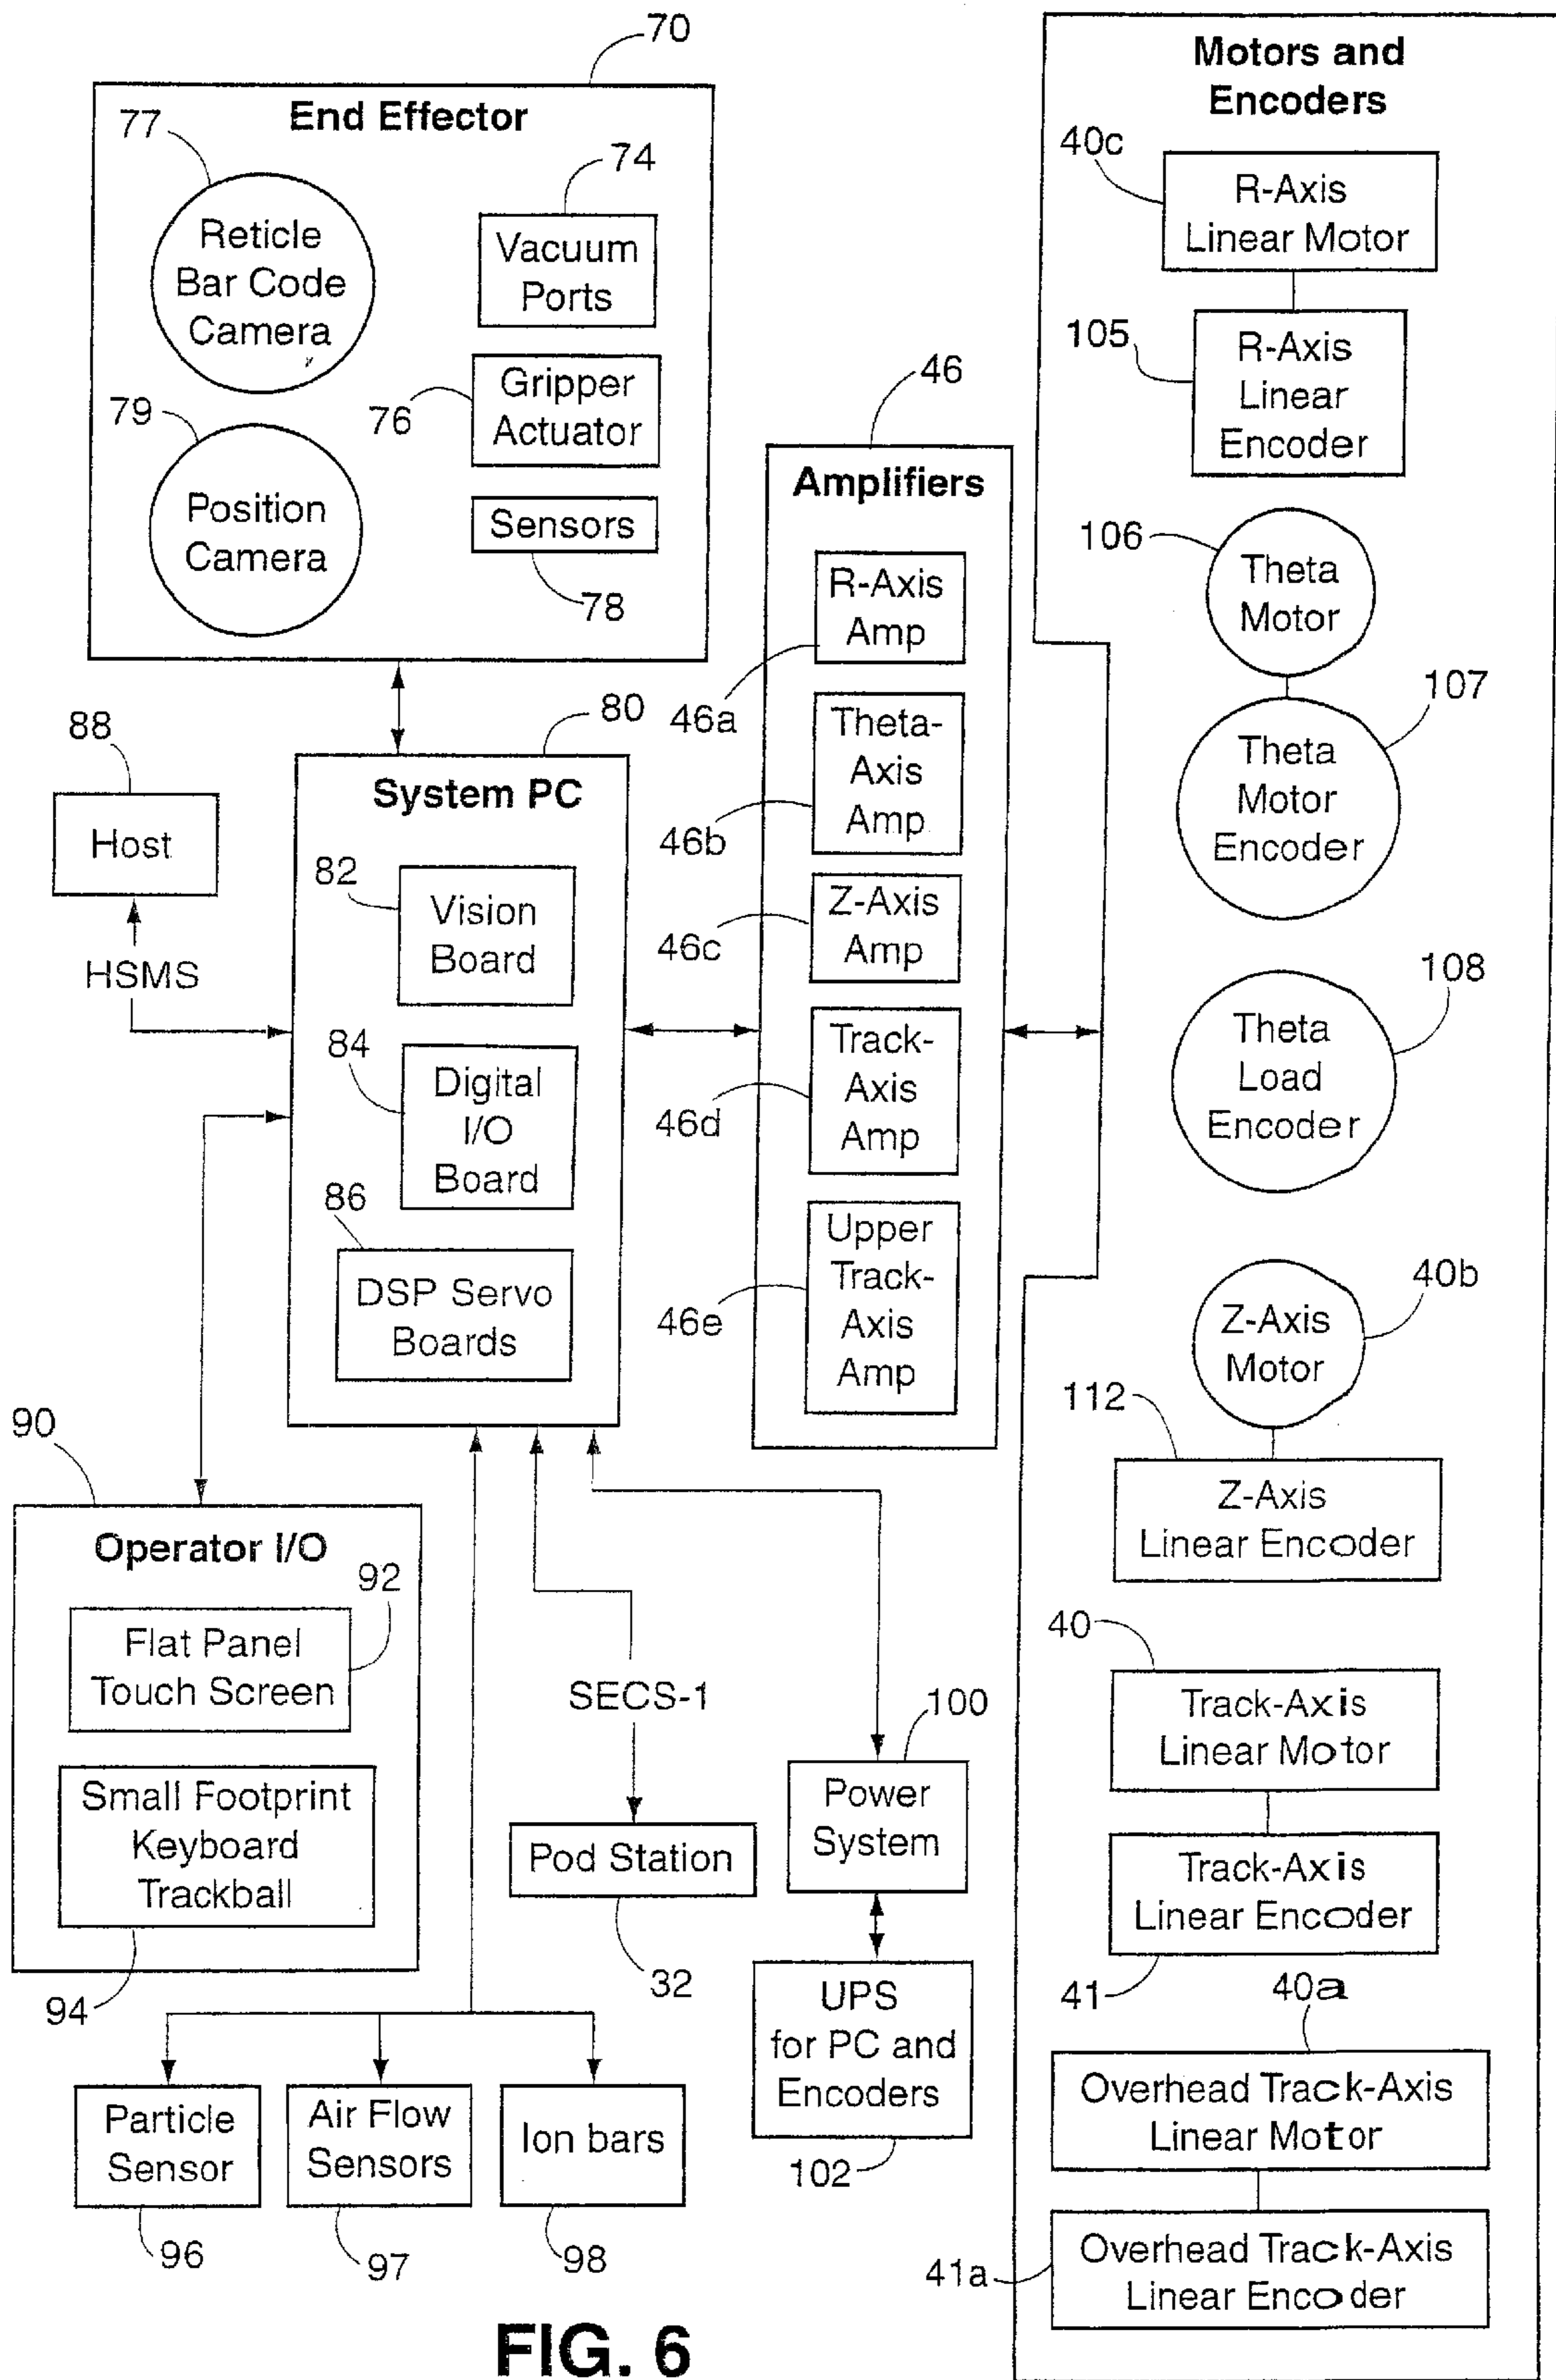 70
End Effector
77
Reticle
Bar Code
Camera
74
Vacuum
Ports
76
Gripper
Actuator
79
Position
Camera
Sensors
78
88
Host
HSMS
80
System PC
82
Vision
Board
84
Digital
I/O
Board
86
DSP Servo
Boards
46
Amplifiers
R-Axis
Amp
46a
Theta-
Axis
Amp
46b
Z-Axis
Amp
46c
Track-
Axis
Amp
46d
Upper
Track-
Axis
Amp
46e
Motors and
Encoders
40c
R-Axis
Linear Motor
105
R-Axis
Linear
Encoder
106
Theta
Motor
107
Theta
Motor
Encoder
108
Theta
Load
Encoder
40b
Z-Axis
Motor
112
Z-Axis
Linear Encoder
40
Track-Axis
Linear Motor
Track-Axis
Linear Encoder
41
40a
Overhead Track-Axis
Linear Motor
41a
Overhead Track-Axis
Linear Encoder
90
Operator I/O
92
Flat Panel
Touch Screen
Small Footprint
Keyboard
Trackball
94
SECS-1
Pod Station
32
100
Power
System
UPS
for PC and
Encoders
102
Particle
Sensor
96
Air Flow
Sensors
97
Ion bars
98
FIG. 6